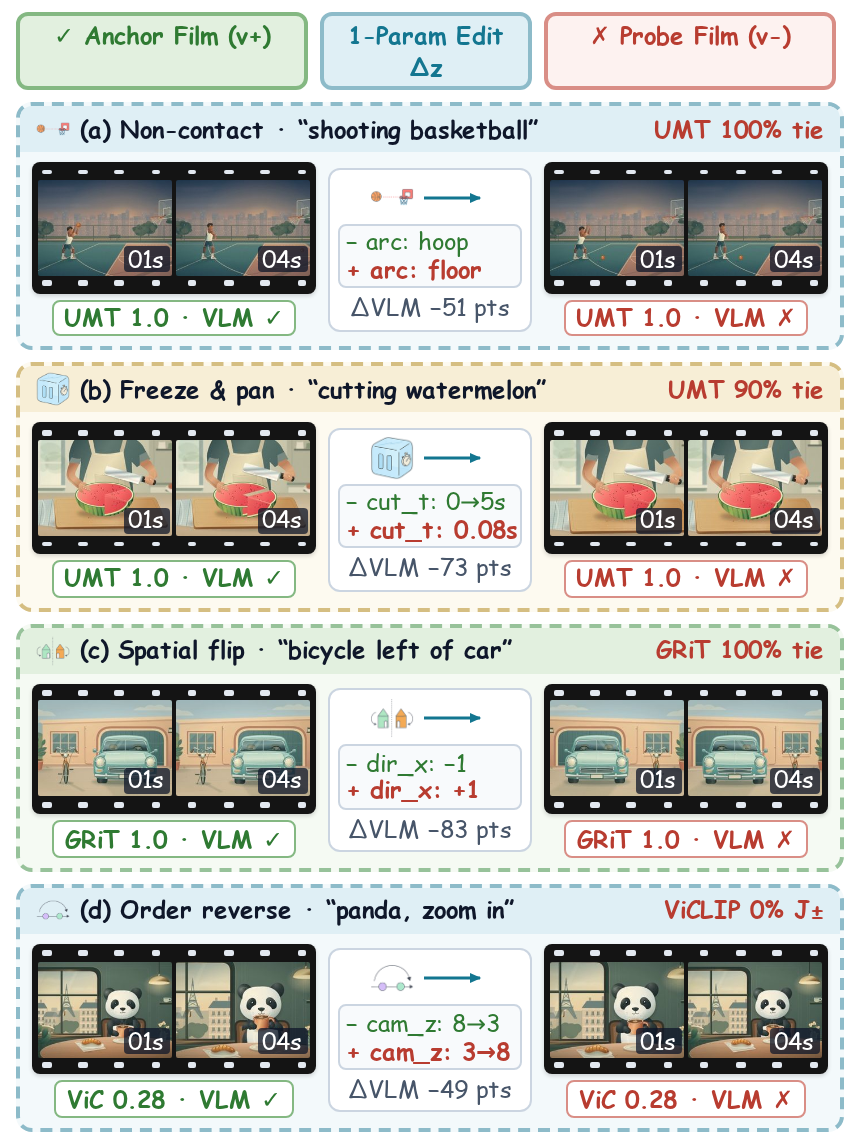 ✓ Anchor Film (v+)
1-Param Edit
Δz
✗ Probe Film (v-)
(a) Non-contact · “shooting basketball”
UMT 100% tie
01s
04s
− arc: hoop
+ arc: floor
ΔVLM −51 pts
01s
04s
UMT 1.0 · VLM ✓
UMT 1.0 · VLM ✗
(b) Freeze & pan · “cutting watermelon”
UMT 90% tie
01s
04s
− cut_t: 0→5s
+ cut_t: 0.08s
ΔVLM −73 pts
01s
04s
UMT 1.0 · VLM ✓
UMT 1.0 · VLM ✗
(c) Spatial flip · “bicycle left of car”
GRiT 100% tie
01s
04s
− dir_x: −1
+ dir_x: +1
ΔVLM −83 pts
01s
04s
GRiT 1.0 · VLM ✓
GRiT 1.0 · VLM ✗
(d) Order reverse · “panda, zoom in”
ViCLIP 0% J±
01s
04s
− cam_z: 8→3
+ cam_z: 3→8
ΔVLM −49 pts
01s
04s
ViC 0.28 · VLM ✓
ViC 0.28 · VLM ✗